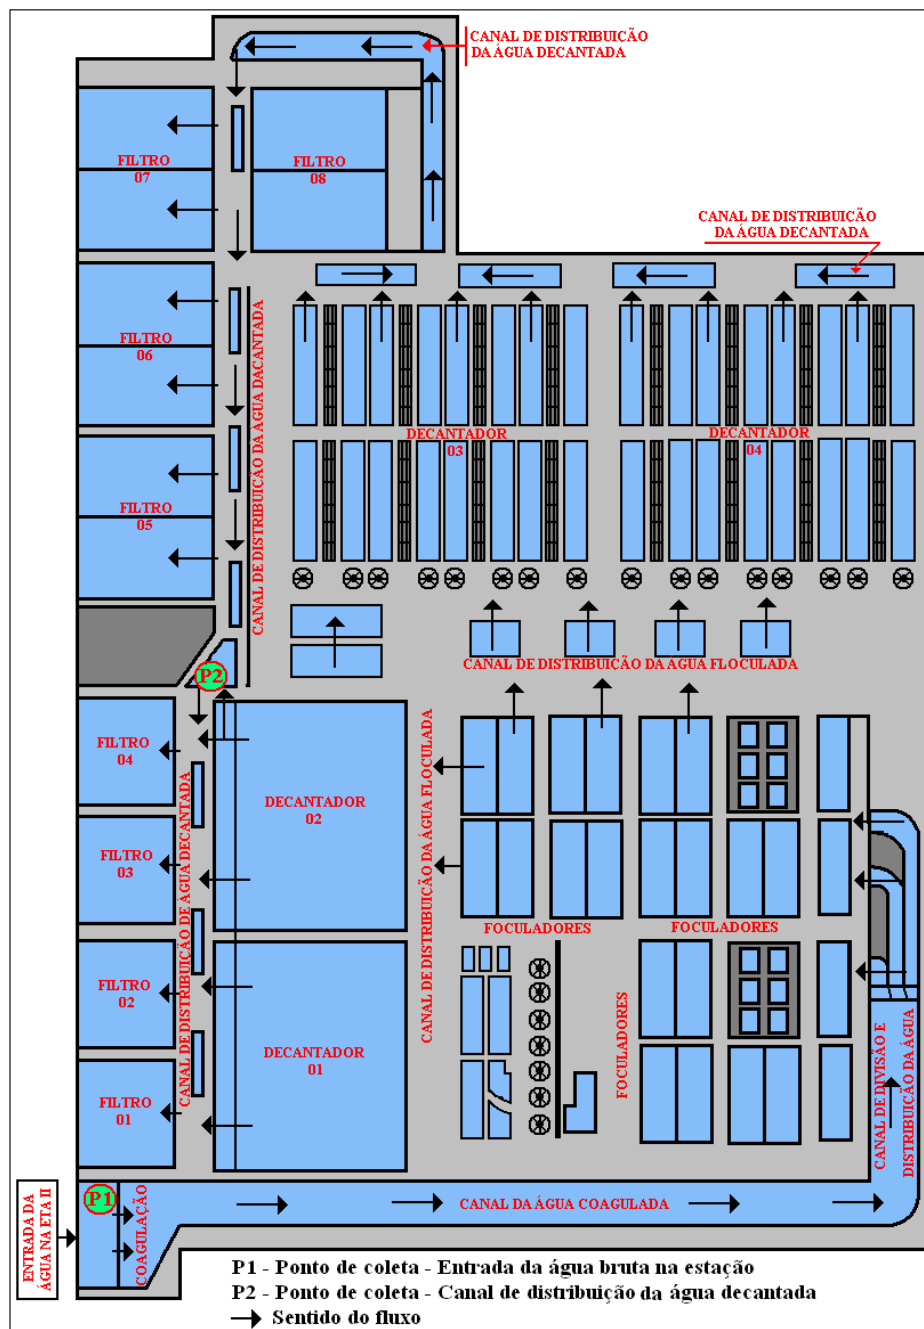 CANAL DE DISTRIBUIÇÃO
DA ÁGUA DECANTADA
FILTRO
07
FILTRO
08
CANAL DE DISTRIBUIÇÃO
DA ÁGUA DECANTADA
FILTRO
06
CANAL DE DISTRIBUIÇÃO DA AGUA DACANTADA
DECANTADOR
03
DECANTADOR
04
FILTRO
05
CANAL DE DISTRIBUIÇÃO DA ÁGUA FLOCULADA
P2
FILTRO
04
DECANTADOR
02
CANAL DE DISTRIBUIÇÃO DA ÁGUA FLOCULADA
FILTRO
03
CANAL DE DISTRIBUIÇÃO DE ÀGUA DECANTADA
FOCULADORES
FOCULADORES
FILTRO
02
DECANTADOR
01
FOCULADORES
FILTRO
01
CANAL DE DIVISÃO E
DISTRIBUIÇÃO DA ÁGUA
ENTRADA DA
ÁGUA NA ETA II
P1
COAGULAÇÃO
CANAL DA ÁGUA COAGULADA
P1 - Ponto de coleta - Entrada da água bruta na estação
P2 - Ponto de coleta - Canal de distribuição da água decantada
Sentido do fluxo